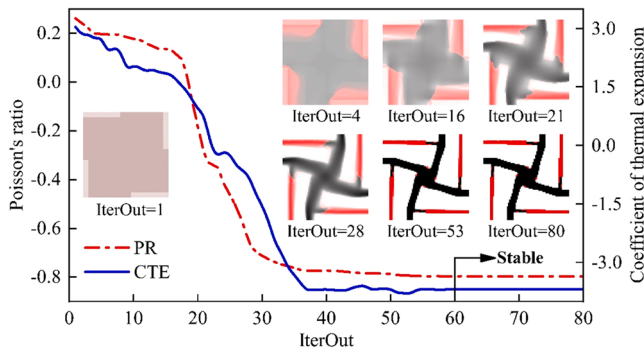 0.2
0.0
-0.2
-0.4
-0.6
-0.8
Poisson's ratio
3.0
1.5
0.0
-1.5
-3.0
Coefficient of thermal expansion
IterOut=4
IterOut=16
IterOut=21
IterOut=1
IterOut=28
IterOut=53
IterOut=80
PR
CTE
Stable
0 10 20 30 40 50 60 70 80
IterOut